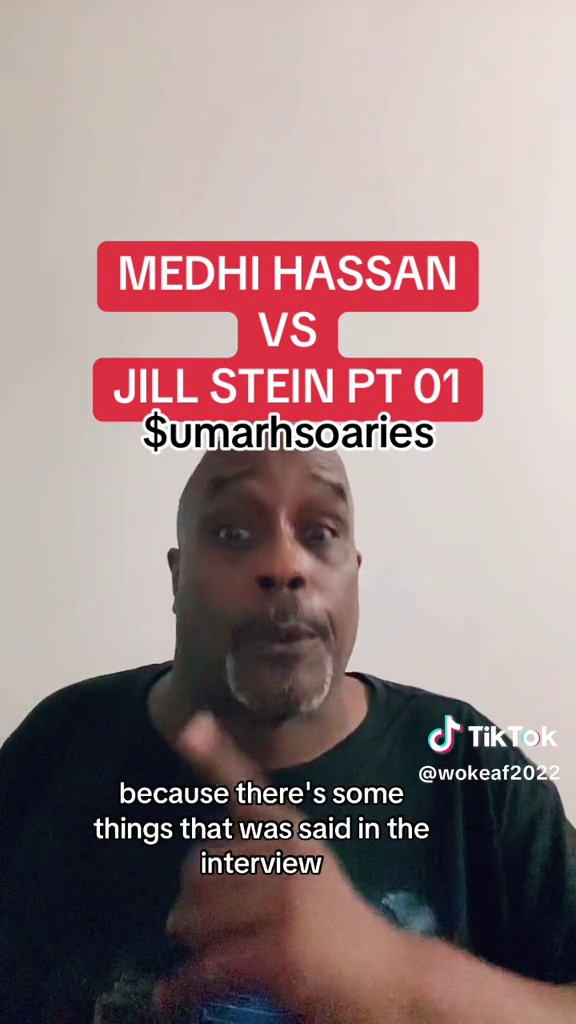 MEDHI HASSAN
VS
JILL STEIN PT 01
$umarhsoaries
TikTok
@wokeaf2022
because there's some
things that was said in the
interview